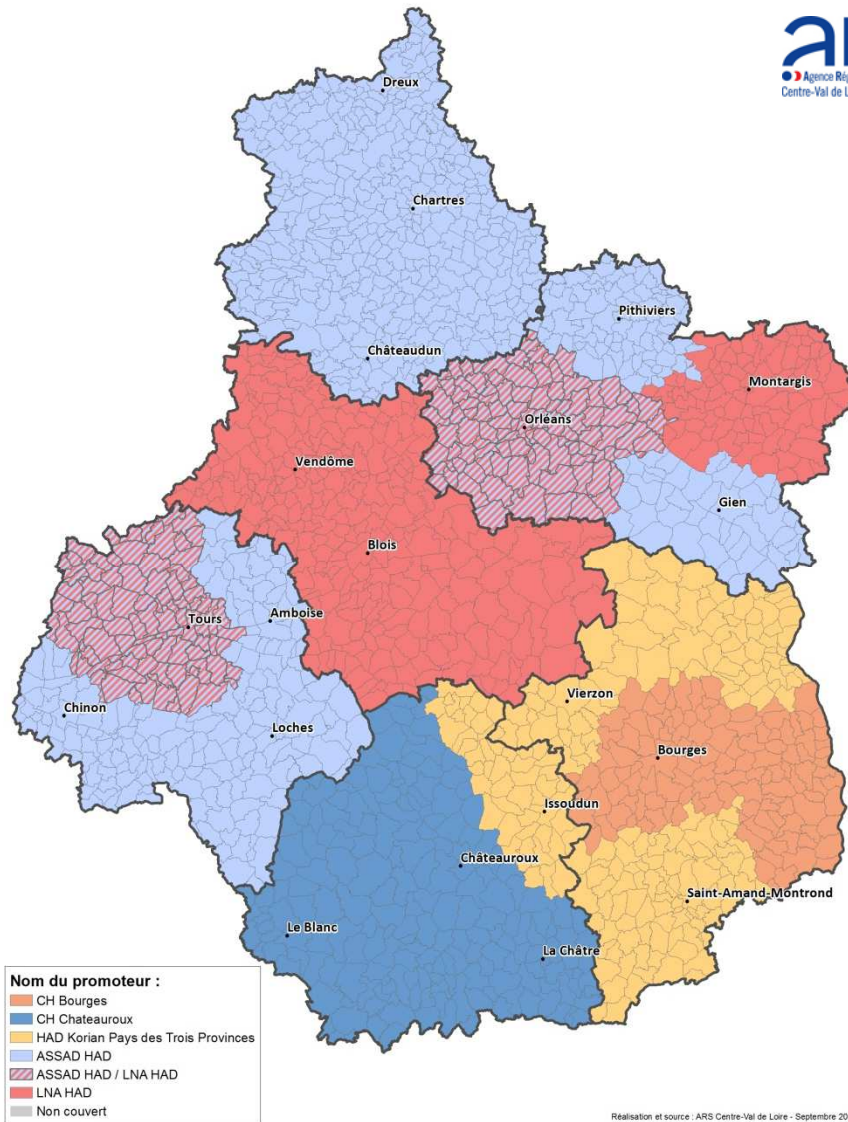 Agence Ré
Centre-Val de L
Dreux
Chartres
Pithiviers
Châteaudun
Montargis
Orléans
Vendôme
Gien
Blois
Amboise
Tours
Vierzon
Chinon
Loches
Bourges
Issoudun
Châteauroux
Saint-Amand-Montrond
Le Blanc
La Châtre
Nom du promoteur :
CH Bourges
CH Chateauroux
HAD Korian Pays des Trois Provinces
ASSAD HAD
ASSAD HAD / LNA HAD
LNA HAD
Non couvert
Réalisation et source : ARS Centre-Val de Loire - Septembre 20